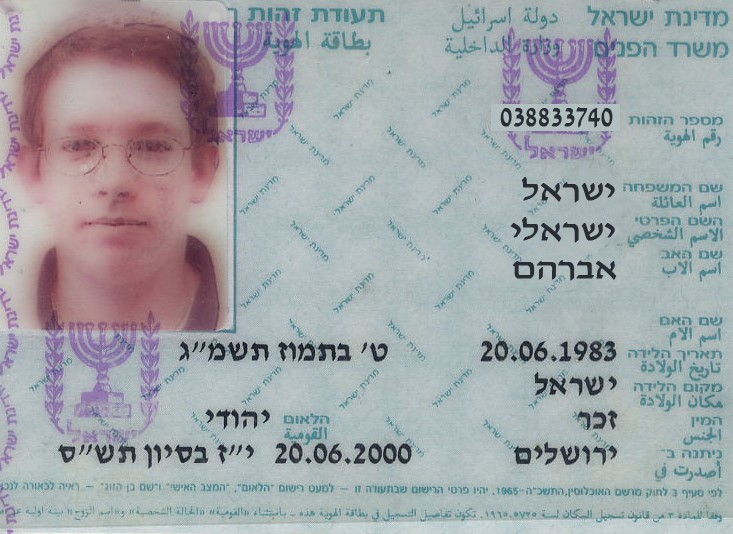 מדינת ישראל دولة اسرائيل תעודת זהות
משרד הפנים وزارة الداخلية بطاقة الهوية
ישראל
ישראל
מספר הזהות 038833740
رقم الهوية
שם המשפחה ישראל
اسم العائلة
השם הפרטי ישראלי
الاسم الشخصي
שם האב אברהם
اسم الاب
שם האם
اسم الام
תאריך הלידה 20.06.1983 ט' בתמוז תשמ"ג
تاريخ الولادة
מקום הלידה ישראל
مكان الولادة
המין זכר הלאום יהודי
الجنس القومية
ניתנה ב- ירושלים 20.06.2000 י"ז בסיון תש"ס
أصدرت في
ישראל
לפי סעיף 3 לחוק מרשם האוכלוסין, התשכ"ה-1965, יהיו פרטי הרישום שבתעודה זו – למעט רישום "הלאום", "המצב האישי" ו"שם בן-הזוג" – ראיה לכאורה
وفقا للمادة ٣ من قانون تسجيل السكان لسنة ٥٧٢٥-١٩٦٥، تكون تفاصيل التسجيل في بطاقة الهوية هذه – باستثناء «القومية» «الحالة الشخصية» و«اسم الزوج» بينة اولية